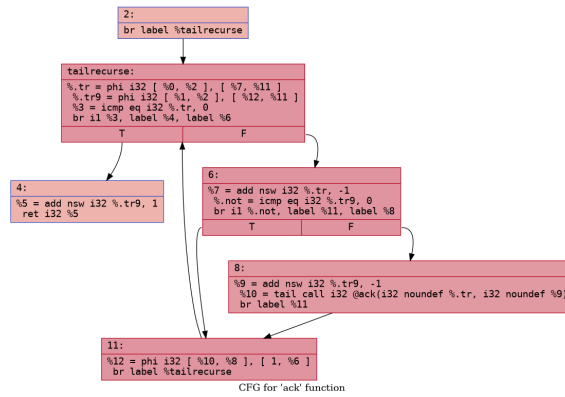 2:
br label %tailrecurse
tailrecurse:
%.tr = phi i32 [ %0, %2 ], [ %7, %11 ]
%.tr9 = phi i32 [ %1, %2 ], [ %12, %11 ]
%3 = icmp eq i32 %.tr, 0
br i1 %3, label %4, label %6
T F
4:
%5 = add nsw i32 %.tr9, 1
ret i32 %5
6:
%7 = add nsw i32 %.tr, -1
%.not = icmp eq i32 %.tr9, 0
br i1 %.not, label %11, label %8
T F
8:
%9 = add nsw i32 %.tr9, -1
%10 = tail call i32 @ack(i32 noundef %.tr, i32 noundef %9)
br label %11
11:
%12 = phi i32 [ %10, %8 ], [ 1, %6 ]
br label %tailrecurse
CFG for 'ack' function